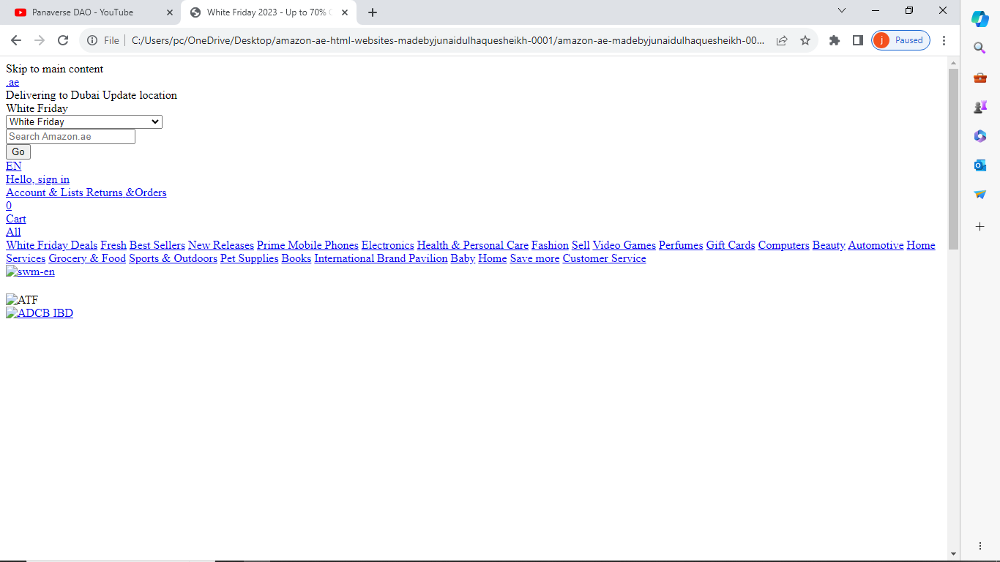 Panaverse DAO - YouTube
White Friday 2023 - Up to 70%
File
C:/Users/pc/OneDrive/Desktop/amazon-ae-html-websites-madebyjunaidulhaquesheikh-0001/amazon-ae-madebyjunaidulhaquesheikh-00...
j Paused
Skip to main content
.ae
Delivering to Dubai Update location
White Friday
White Friday
Search Amazon.ae
Go
EN
Hello, sign in
Account & Lists Returns &Orders
0
Cart
All
White Friday Deals Fresh Best Sellers New Releases Prime Mobile Phones Electronics Health & Personal Care Fashion Sell Video Games Perfumes Gift Cards Computers Beauty Automotive Home
Services Grocery & Food Sports & Outdoors Pet Supplies Books International Brand Pavilion Baby Home Save more Customer Service
swm-en
ATF
ADCB IBD